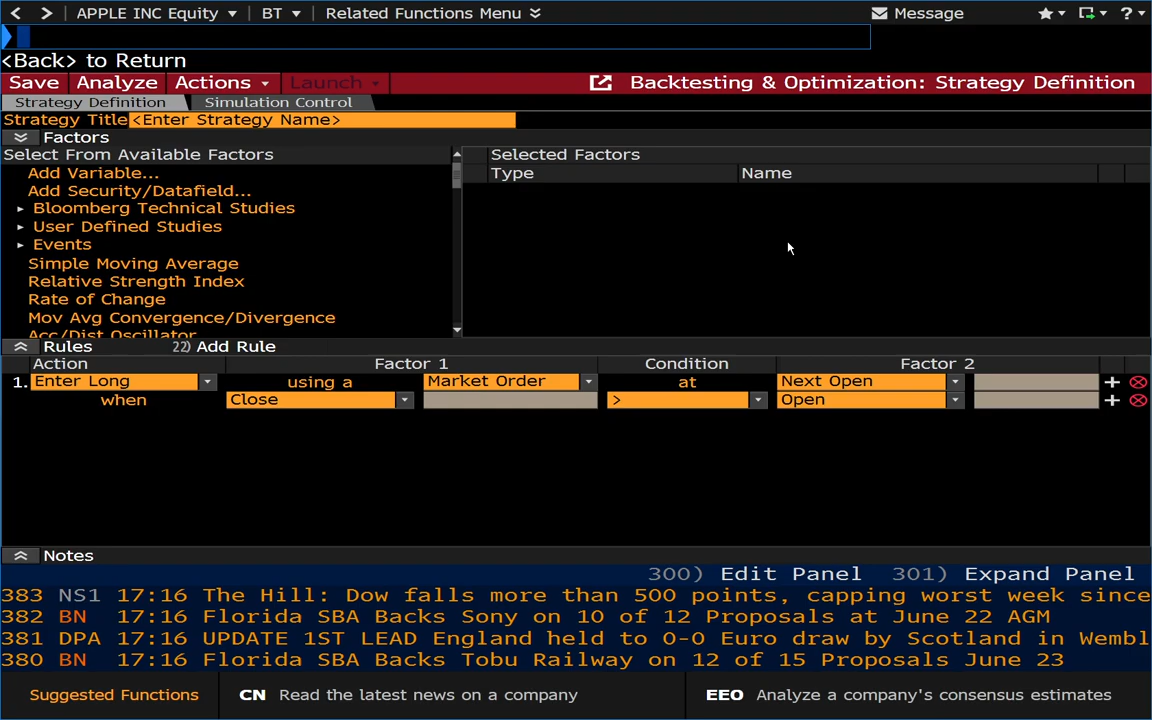 APPLE INC Equity BT Related Functions Menu Message ?
<Back> to Return
Save Analyze Actions Launch Backtesting & Optimization: Strategy Definition
Strategy Definition Simulation Control
Strategy Title <Enter Strategy Name>
Factors
Select From Available Factors
Selected Factors
Type Name
Add Variable...
Add Security/Datafield...
Bloomberg Technical Studies
User Defined Studies
Events
Simple Moving Average
Relative Strength Index
Rate of Change
Mov Avg Convergence/Divergence
Acc/Dist Oscillator
Rules 22) Add Rule
Action Factor 1 Condition Factor 2
1. Enter Long using a Market Order at Next Open
when Close > Open
Notes
300) Edit Panel 301) Expand Panel
383 NS1 17:16 The Hill: Dow falls more than 500 points, capping worst week since
382 BN 17:16 Florida SBA Backs Sony on 10 of 12 Proposals at June 22 AGM
381 DPA 17:16 UPDATE 1ST LEAD England held to 0-0 Euro draw by Scotland in Wembl
380 BN 17:16 Florida SBA Backs Tobu Railway on 12 of 15 Proposals June 23
Suggested Functions CN Read the latest news on a company EEO Analyze a company's consensus estimates